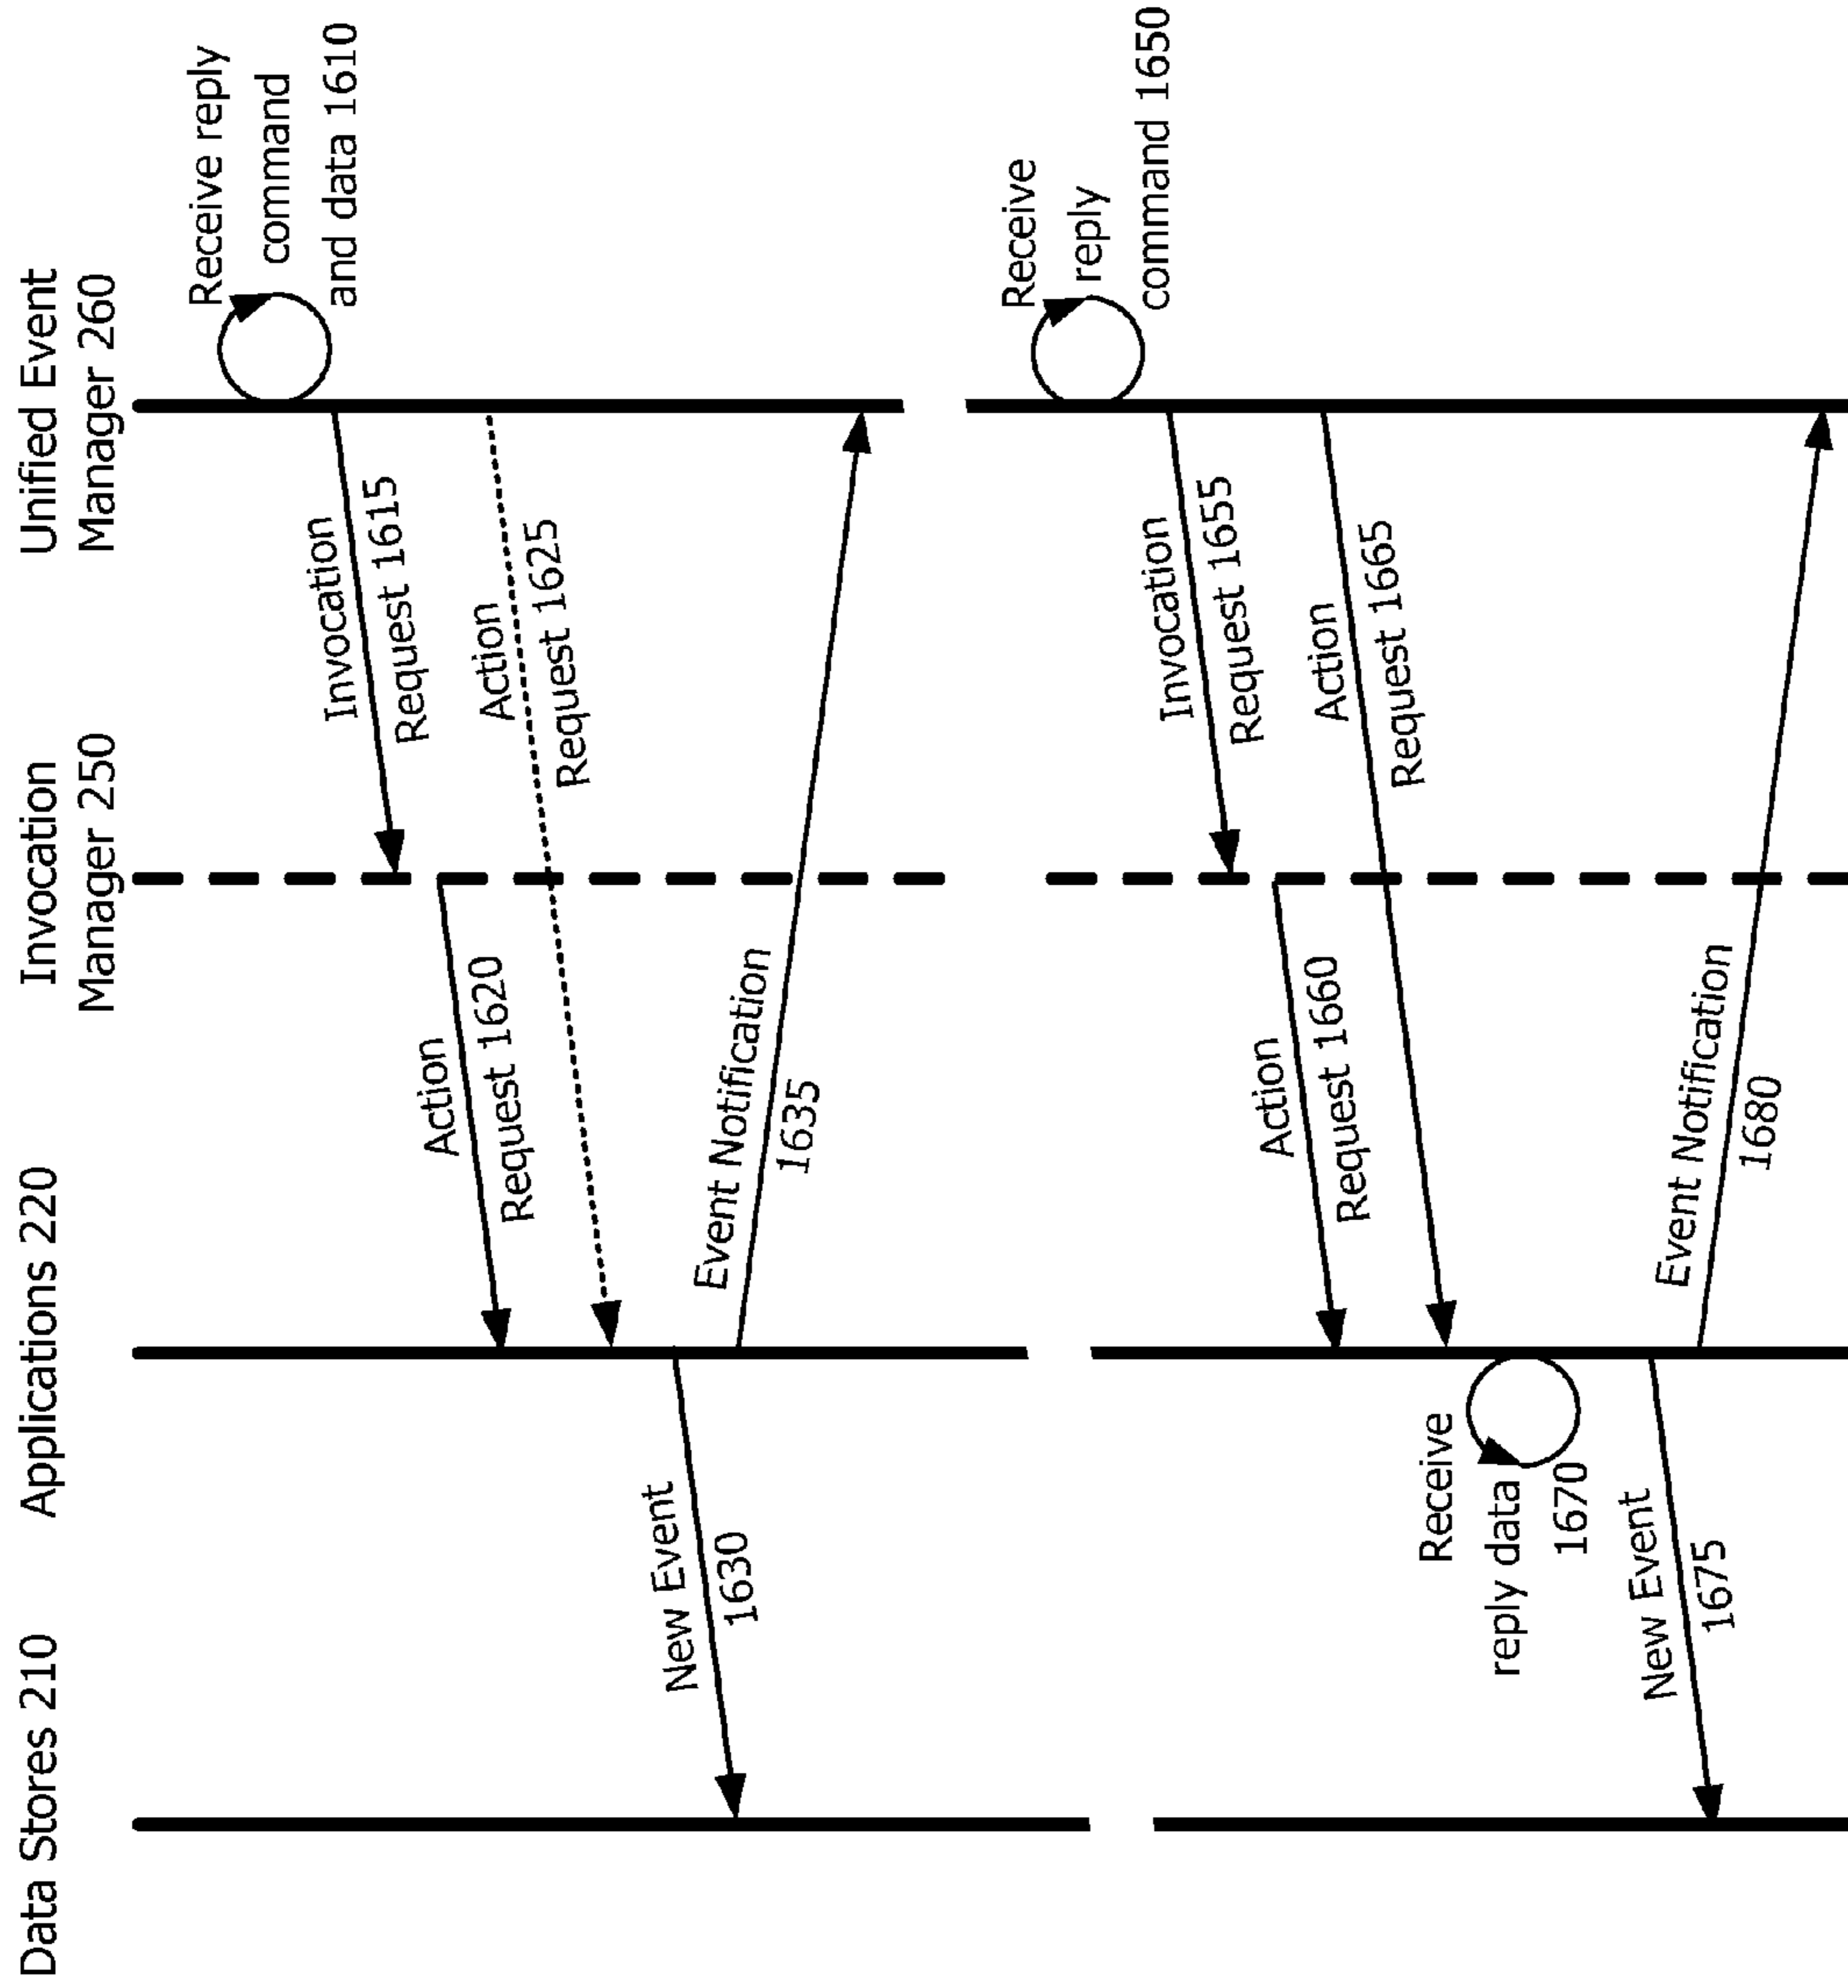 Data Stores 210
Applications 220
Invocation
Manager 250
Unified Event
Manager 260
Receive reply
command
and data 1610
Invocation
Request 1615
Action
Request 1620
Action
Request 1625
New Event
1630
Event Notification
1635
Receive
reply
command 1650
Invocation
Request 1655
Action
Request 1660
Action
Request 1665
Receive
reply data
1670
New Event
1675
Event Notification
1680